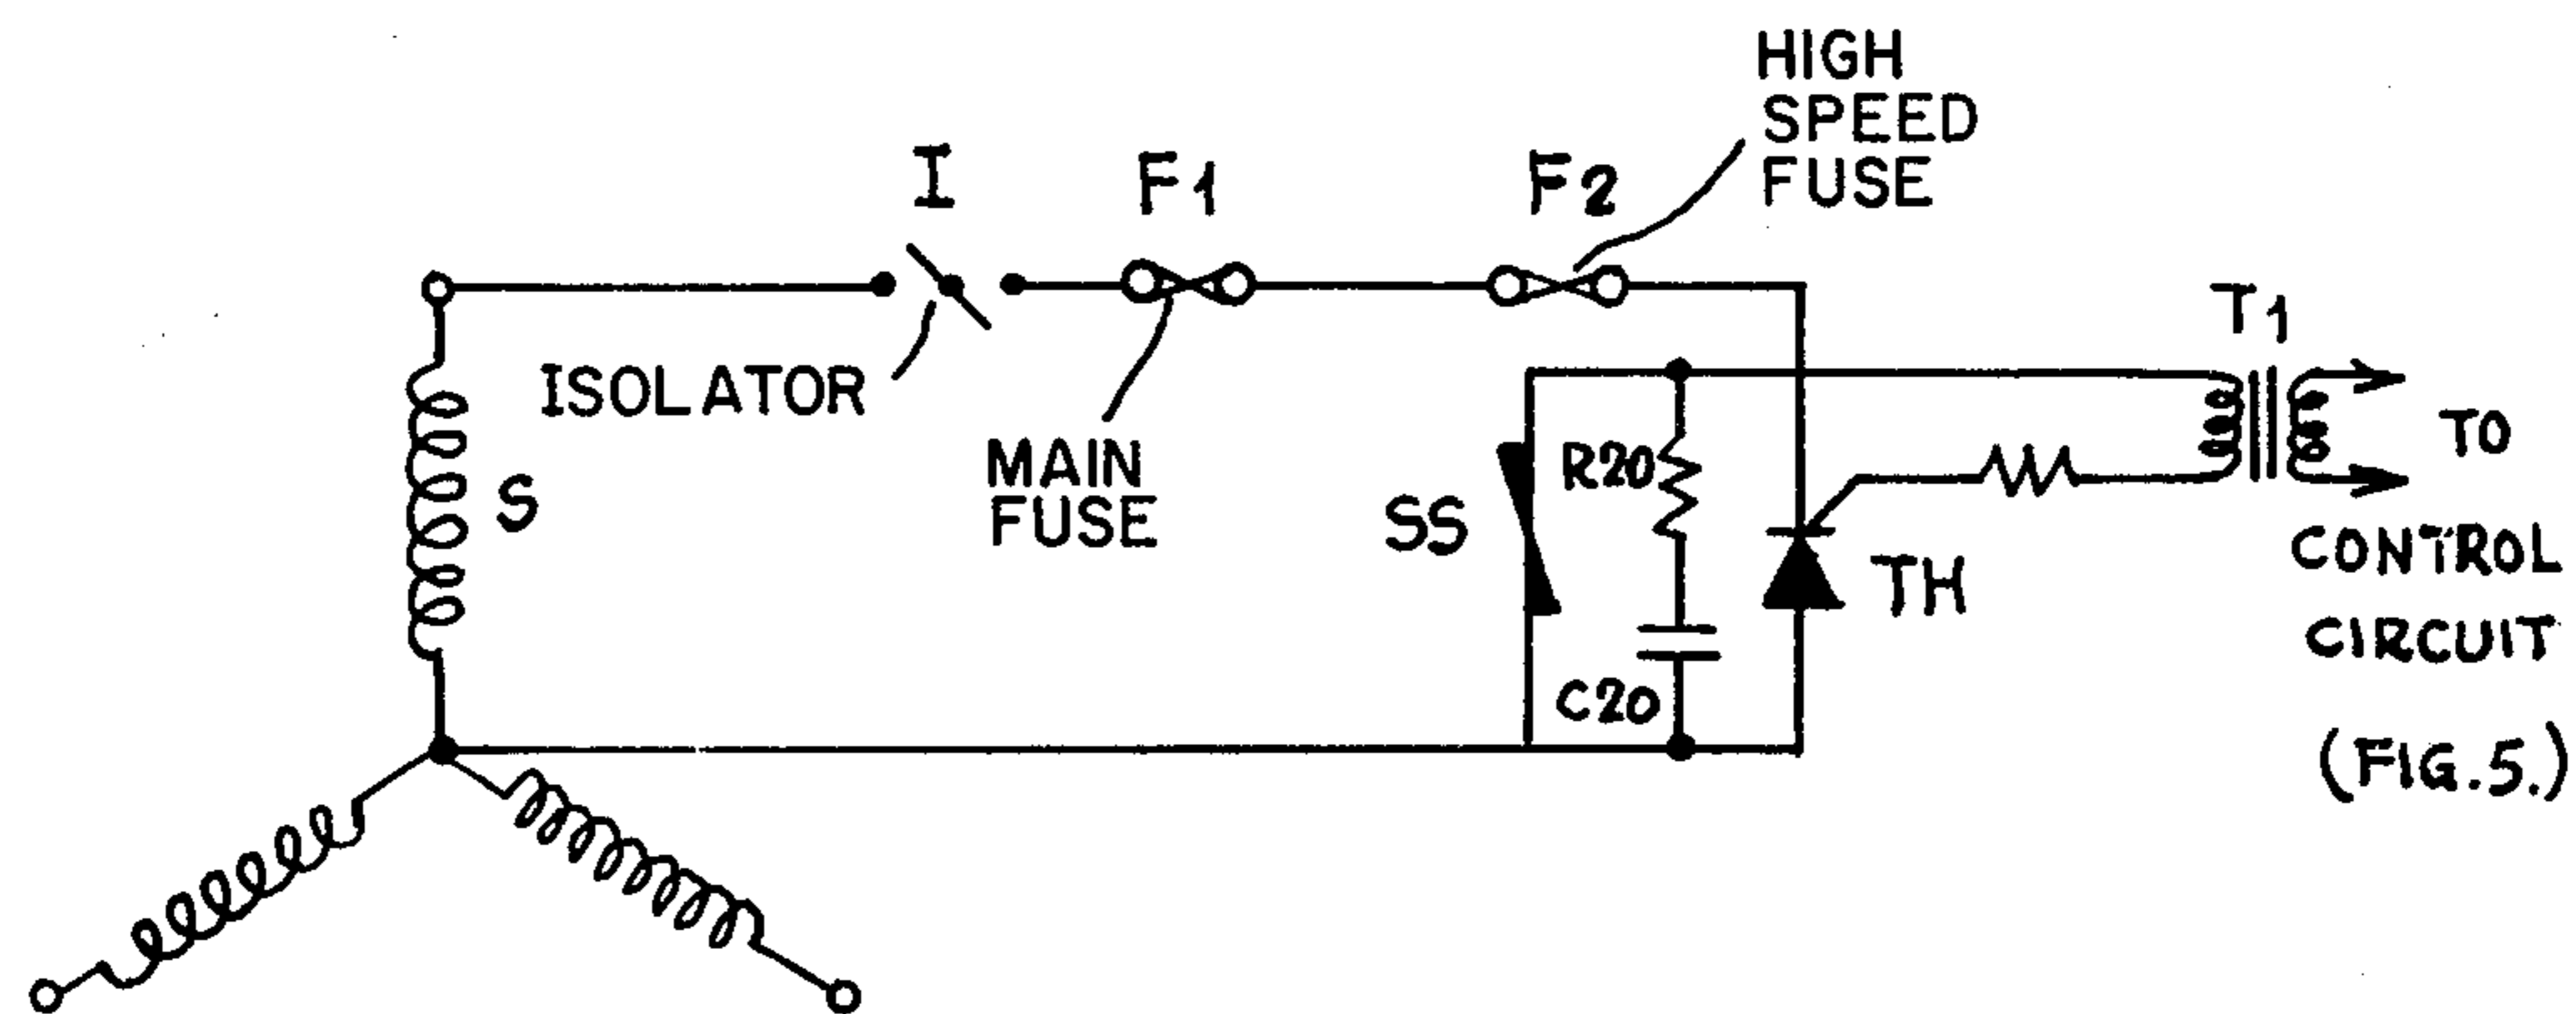 HIGH
SPEED
FUSE
I
F1
F2
T1
ISOLATOR
MAIN
FUSE
S
SS
R20
C20
TH
TO
CONTROL
CIRCUIT
(FIG.5.)